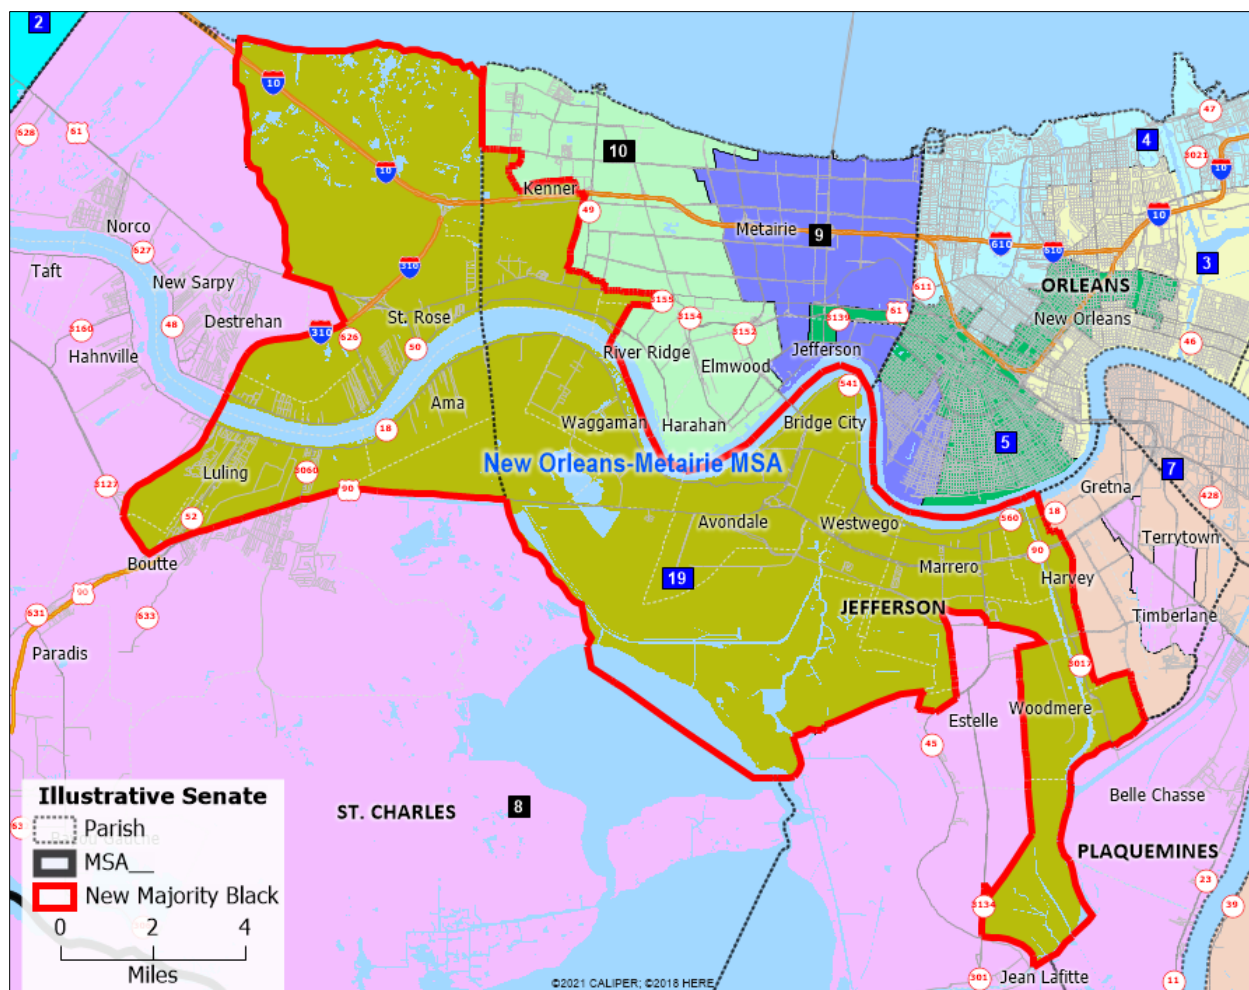 2
10
47
4
3021
10
628
61
10
10
Kenner
49
10
Norco
627
Metairie
9
610
610
3
Taft
New Sarpy
310
611
ORLEANS
3160
48
Destrehan
310
626
St. Rose
3155
3154
3152
3139
61
New Orleans
Hahnville
50
River Ridge
Elmwood
Jefferson
46
Ama
541
18
Waggaman
Harahan
Bridge City
5
New Orleans-Metairie MSA
3127
Luling
3060
90
7
Gretna
428
52
Avondale
Westwego
560
18
Terrytown
Boutte
90
Marrero
90
Harvey
19
JEFFERSON
631
633
Timberlane
Paradis
3017
Woodmere
Estelle
45
Belle Chasse
Illustrative Senate
Parish
MSA__
New Majority Black
0 2 4
Miles
ST. CHARLES
8
PLAQUEMINES
23
3134
39
301
Jean Lafitte
11
©2021 CALIPER; ©2018 HERE